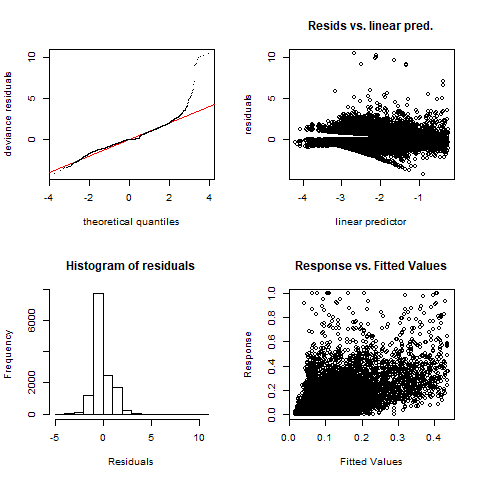 deviance residuals
0 5 10
-4 -2 0 2 4
theoretical quantiles
Resids vs. linear pred.
residuals
0 5 10
-4 -3 -2 -1
linear predictor
Histogram of residuals
Frequency
0 2000 6000
-5 0 5 10
Residuals
Response vs. Fitted Values
Response
0.0 0.2 0.4 0.6 0.8 1.0
0.0 0.1 0.2 0.3 0.4
Fitted Values